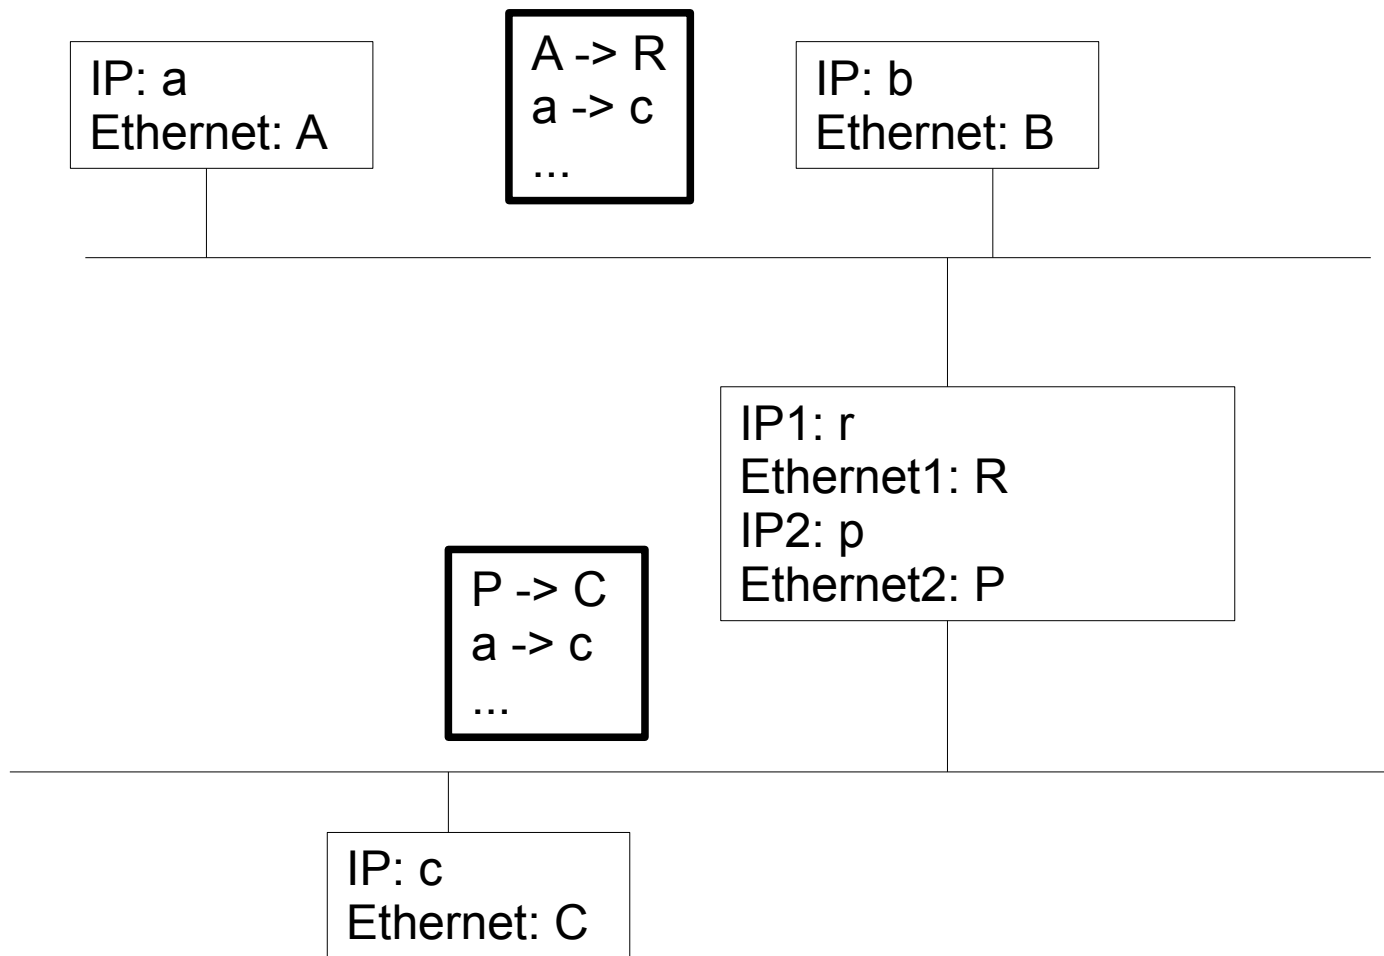 IP: a
Ethernet: A
A -> R
a -> c
...
IP: b
Ethernet: B
IP1: r
Ethernet1: R
IP2: p
Ethernet2: P
P -> C
a -> c
...
IP: c
Ethernet: C